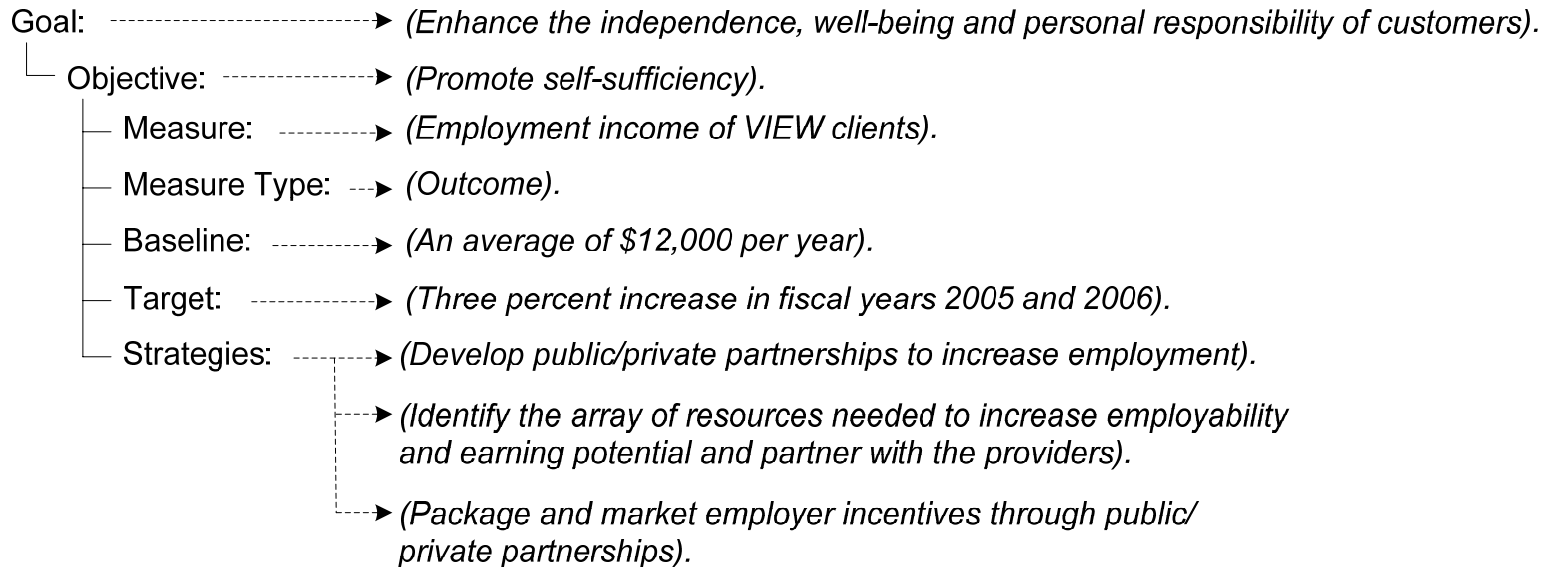 Goal: (Enhance the independence, well-being and personal responsibility of customers).
Objective: (Promote self-sufficiency).
Measure: (Employment income of VIEW clients).
Measure Type: (Outcome).
Baseline: (An average of $12,000 per year).
Target: (Three percent increase in fiscal years 2005 and 2006).
Strategies: (Develop public/private partnerships to increase employment).
(Identify the array of resources needed to increase employability
and earning potential and partner with the providers).
(Package and market employer incentives through public/
private partnerships).